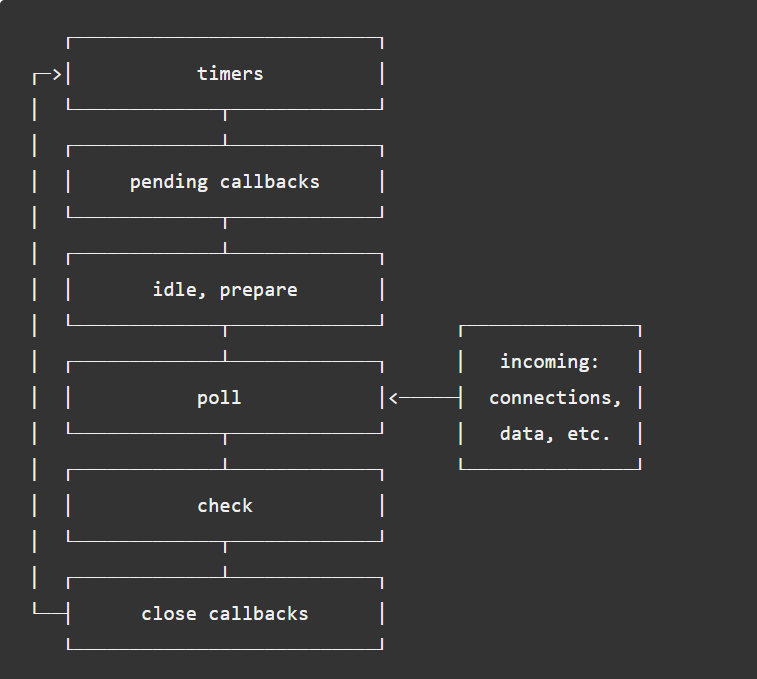 timers
pending callbacks
idle, prepare
poll
incoming:
connections,
data, etc.
check
close callbacks